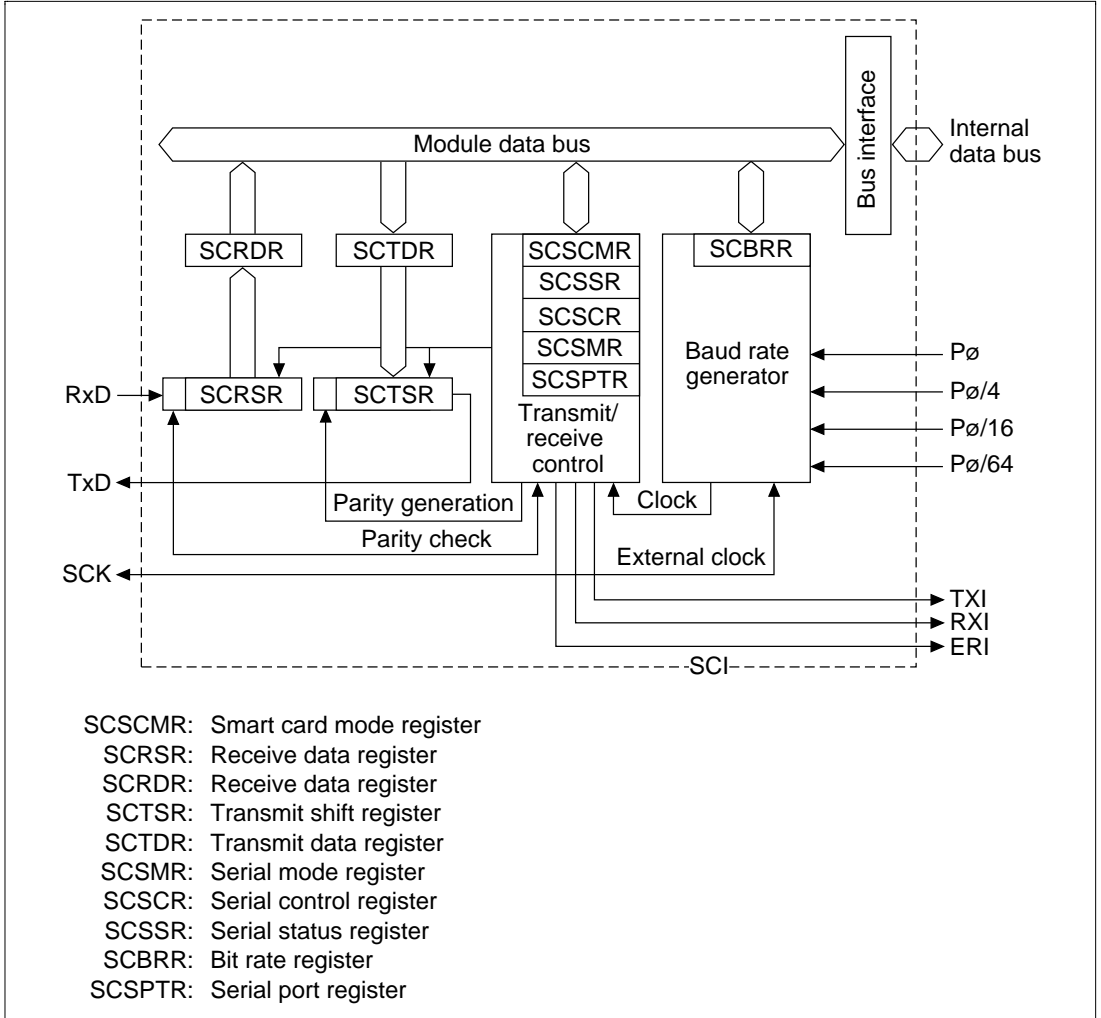 Bus interface
Internal
data bus
Module data bus
SCRDR
SCTDR
SCSCMR
SCBRR
SCSSR
SCSCR
SCSMR
SCSPTR
Transmit/
receive
control
Baud rate
generator
Pø
Pø/4
Pø/16
Pø/64
RxD
SCRSR
SCTSR
TxD
Parity generation
Clock
Parity check
External clock
SCK
TXI
RXI
ERI
SCI
SCSCMR: Smart card mode register
SCRSR: Receive data register
SCRDR: Receive data register
SCTSR: Transmit shift register
SCTDR: Transmit data register
SCSMR: Serial mode register
SCSCR: Serial control register
SCSSR: Serial status register
SCBRR: Bit rate register
SCSPTR: Serial port register